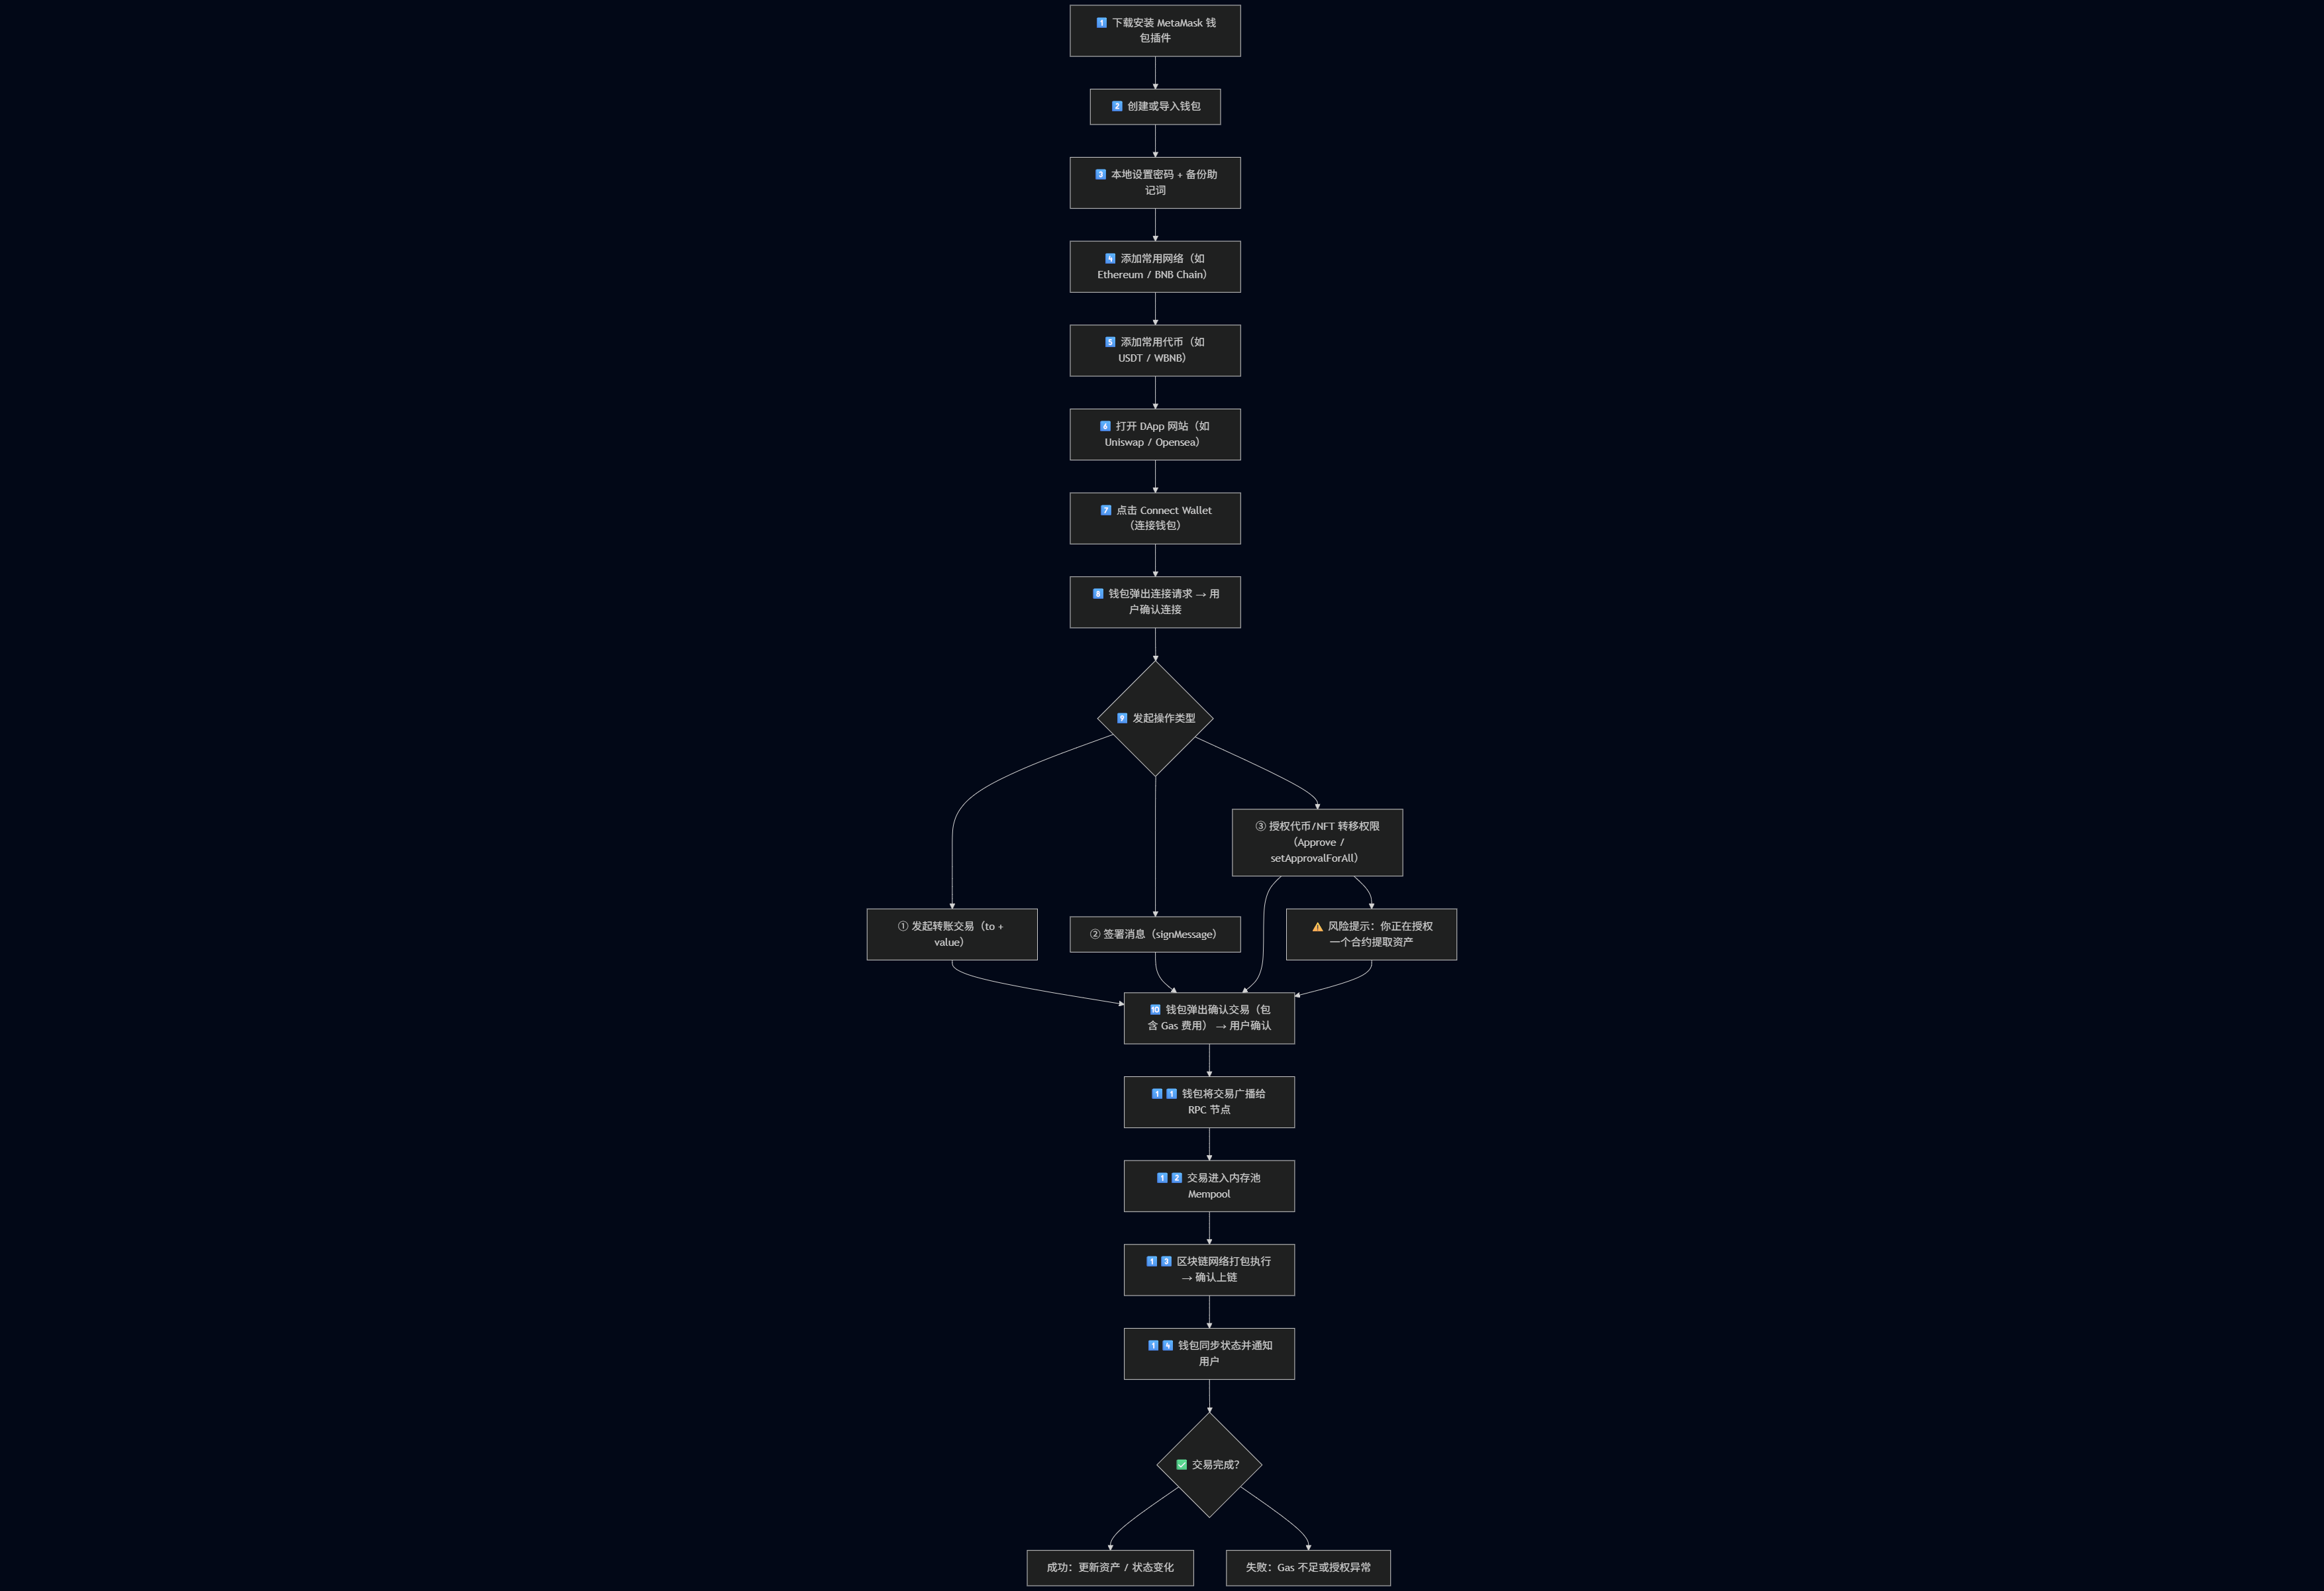 1️⃣ 下载安装 MetaMask 钱
包插件
2️⃣ 创建或导入钱包
3️⃣ 本地设置密码 + 备份助
记词
4️⃣ 添加常用网络（如
Ethereum / BNB Chain）
5️⃣ 添加常用代币（如
USDT / WBNB）
6️⃣ 打开 DApp 网站（如
Uniswap / Opensea）
7️⃣ 点击 Connect Wallet
（连接钱包）
8️⃣ 钱包弹出连接请求 → 用
户确认连接
9️⃣ 发起操作类型
③ 授权代币/NFT 转移权限
（Approve /
setApprovalForAll）
① 发起转账交易（to +
value）
② 签署消息（signMessage）
⚠️ 风险提示：你正在授权
一个合约提取资产
🔟 钱包弹出确认交易（包
含 Gas 费用） → 用户确认
1️⃣1️⃣ 钱包将交易广播给
RPC 节点
1️⃣2️⃣ 交易进入内存池
Mempool
1️⃣3️⃣ 区块链网络打包执行
→ 确认上链
1️⃣4️⃣ 钱包同步状态并通知
用户
✅ 交易完成？
成功：更新资产 / 状态变化
失败：Gas 不足或授权异常